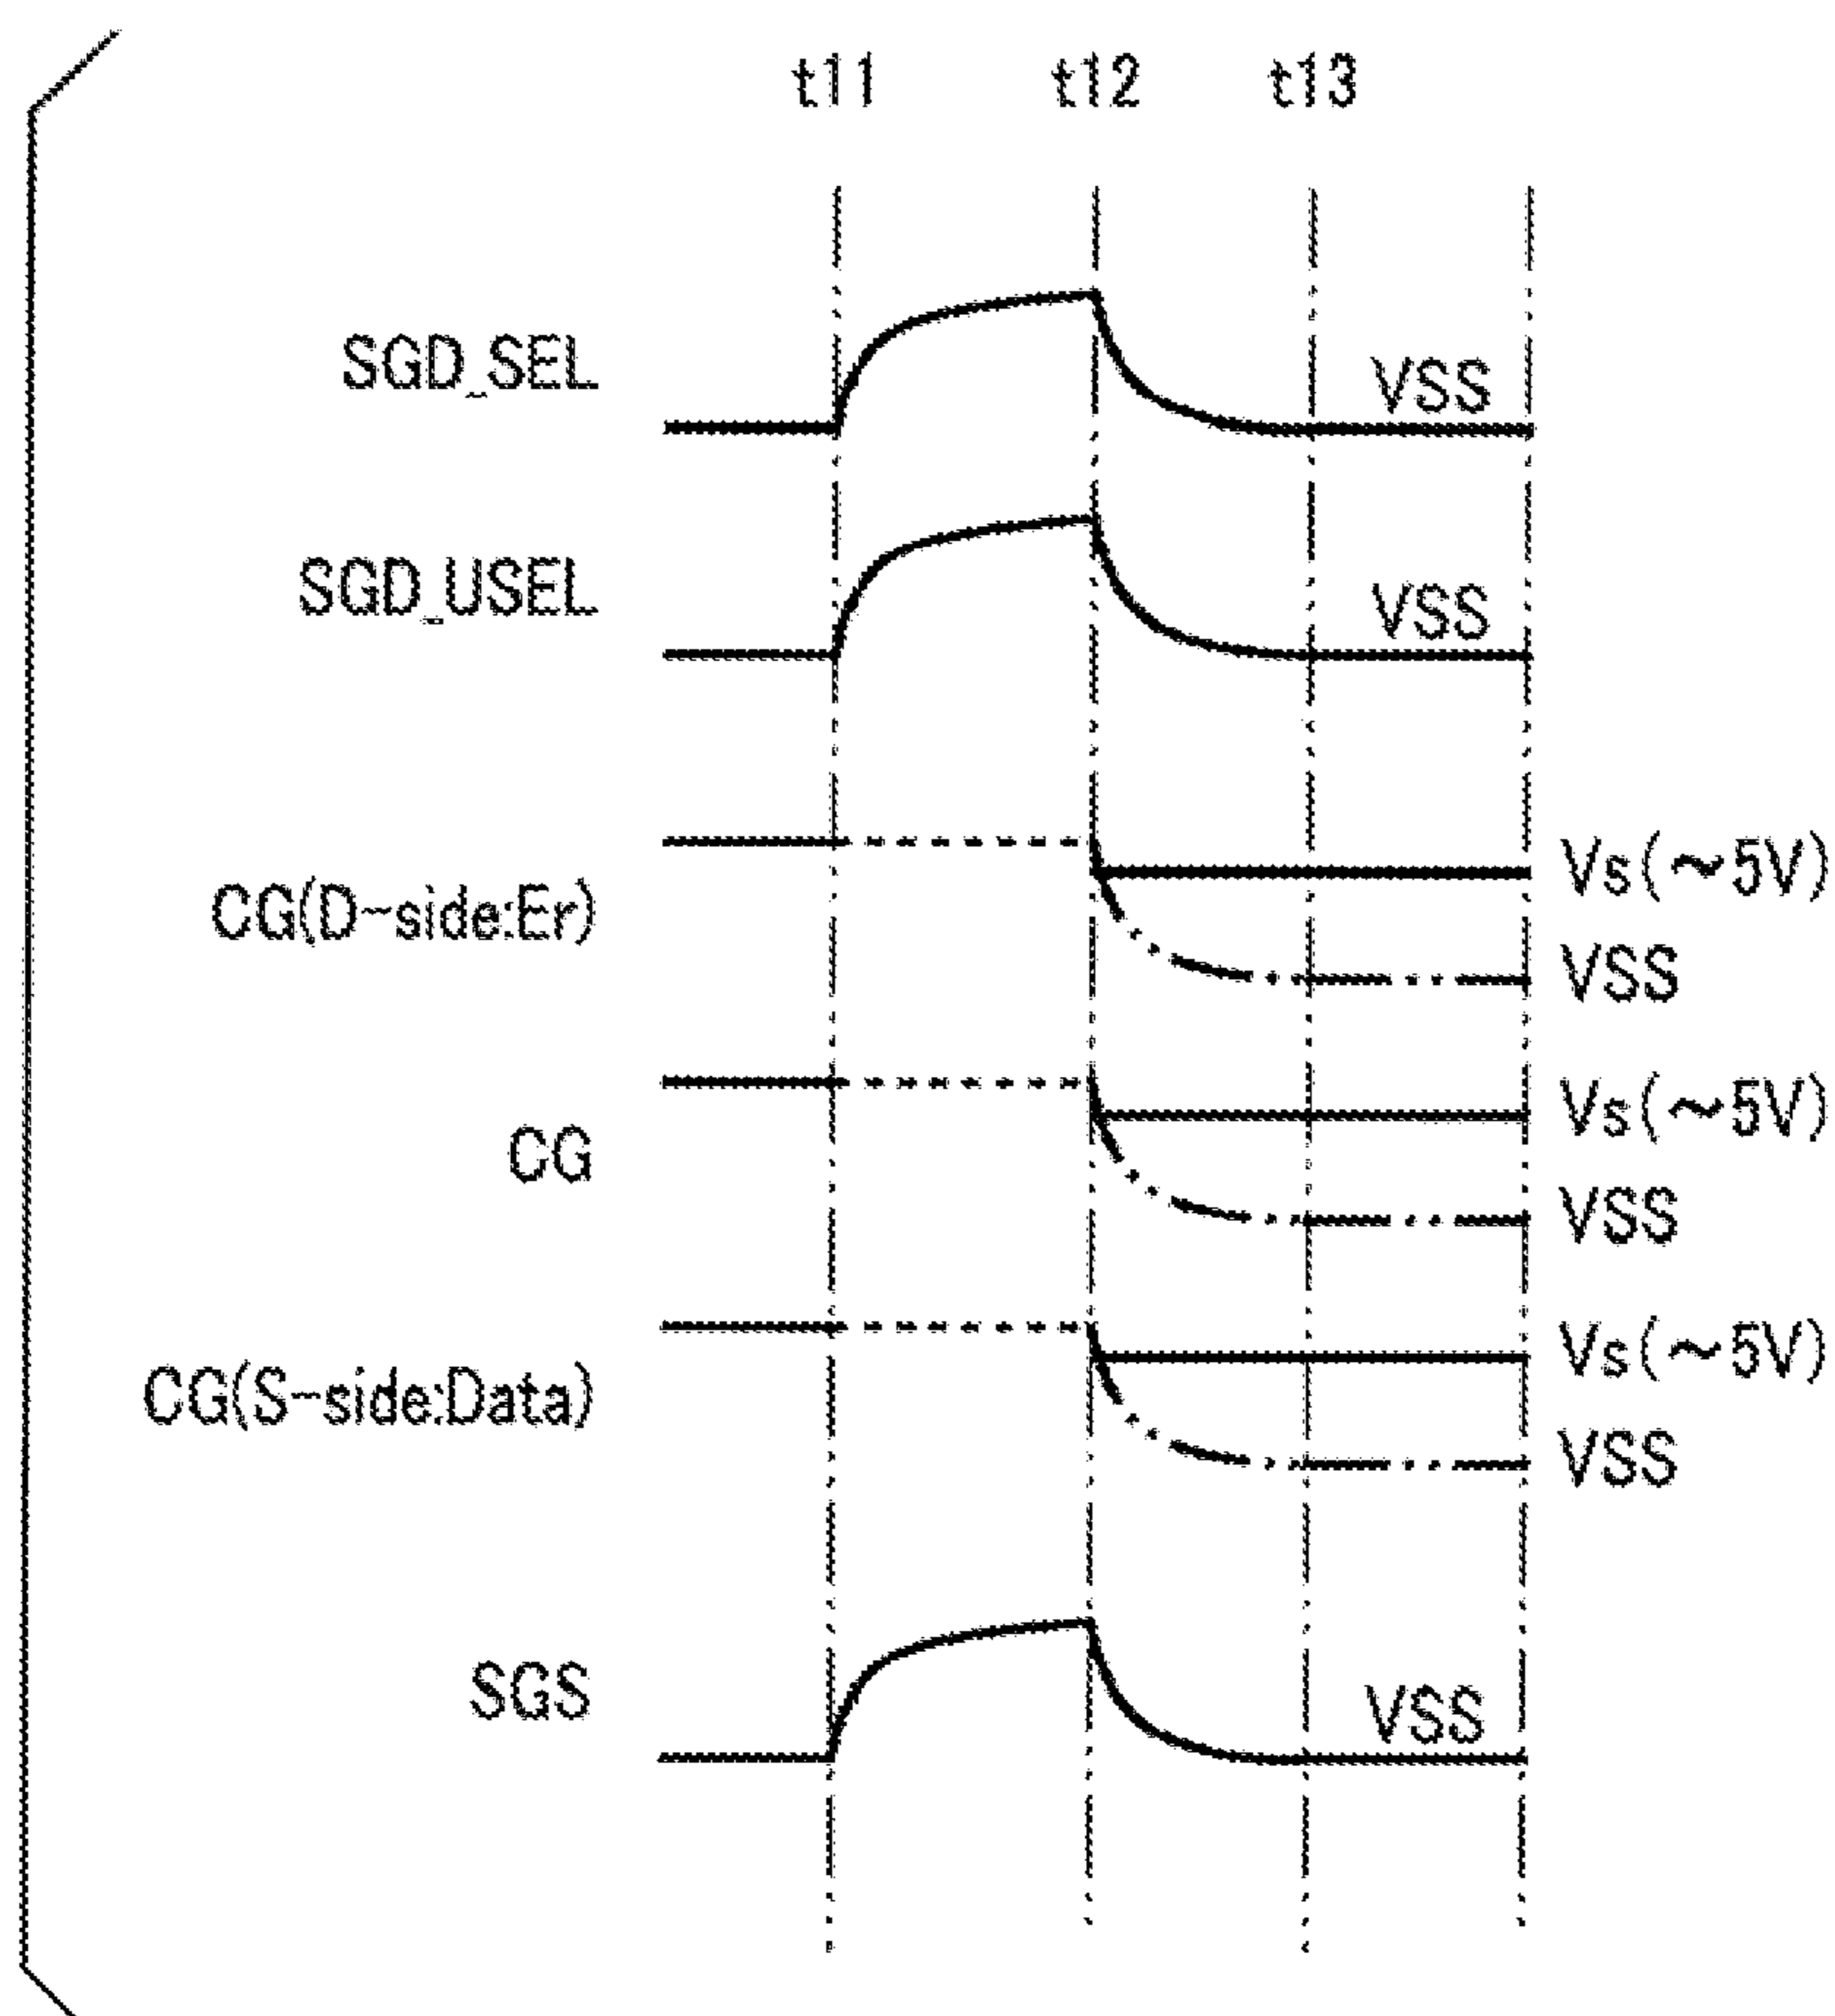 t11 t12 t13
SGD_SEL VSS
SGD_USEL VSS
CG(D-side:Er) Vs(~5V)
VSS
CG Vs(~5V)
VSS
CG(S-side:Data) Vs(~5V)
VSS
SGS VSS